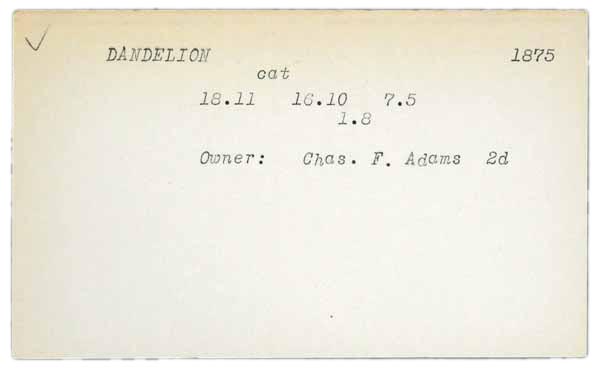 DANDELION 1875
cat
18.11 16.10 7.5
1.8
Owner: Chas. F. Adams 2d